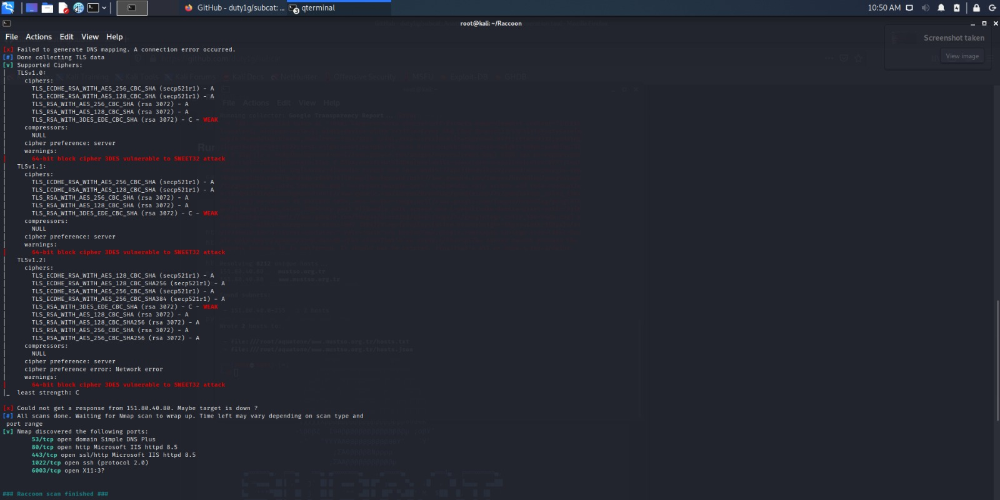 GitHub - duty1g/subcat: ...
qterminal
10:50 AM
root@kali: ~/Raccoon
File Actions Edit View Help
Screenshot taken
View image
[x] Failed to generate DNS mapping. A connection error occurred.
[#] Done collecting TLS data
[v] Supported Ciphers:
| TLSv1.0:
| ciphers:
| TLS_ECDHE_RSA_WITH_AES_256_CBC_SHA (secp521r1) - A
| TLS_ECDHE_RSA_WITH_AES_128_CBC_SHA (secp521r1) - A
| TLS_RSA_WITH_AES_256_CBC_SHA (rsa 3072) - A
| TLS_RSA_WITH_AES_128_CBC_SHA (rsa 3072) - A
| TLS_RSA_WITH_3DES_EDE_CBC_SHA (rsa 3072) - C - WEAK
| compressors:
| NULL
| cipher preference: server
| warnings:
| 64-bit block cipher 3DES vulnerable to SWEET32 attack
| TLSv1.1:
| ciphers:
| TLS_ECDHE_RSA_WITH_AES_256_CBC_SHA (secp521r1) - A
| TLS_ECDHE_RSA_WITH_AES_128_CBC_SHA (secp521r1) - A
| TLS_RSA_WITH_AES_256_CBC_SHA (rsa 3072) - A
| TLS_RSA_WITH_AES_128_CBC_SHA (rsa 3072) - A
| TLS_RSA_WITH_3DES_EDE_CBC_SHA (rsa 3072) - C - WEAK
| compressors:
| NULL
| cipher preference: server
| warnings:
| 64-bit block cipher 3DES vulnerable to SWEET32 attack
| TLSv1.2:
| ciphers:
| TLS_ECDHE_RSA_WITH_AES_128_CBC_SHA (secp521r1) - A
| TLS_ECDHE_RSA_WITH_AES_128_CBC_SHA256 (secp521r1) - A
| TLS_ECDHE_RSA_WITH_AES_256_CBC_SHA (secp521r1) - A
| TLS_ECDHE_RSA_WITH_AES_256_CBC_SHA384 (secp521r1) - A
| TLS_RSA_WITH_3DES_EDE_CBC_SHA (rsa 3072) - C - WEAK
| TLS_RSA_WITH_AES_128_CBC_SHA (rsa 3072) - A
| TLS_RSA_WITH_AES_128_CBC_SHA256 (rsa 3072) - A
| TLS_RSA_WITH_AES_256_CBC_SHA (rsa 3072) - A
| TLS_RSA_WITH_AES_256_CBC_SHA256 (rsa 3072) - A
| compressors:
| NULL
| cipher preference: server
| cipher preference error: Network error
| warnings:
| 64-bit block cipher 3DES vulnerable to SWEET32 attack
|_ least strength: C
[x] Could not get a response from 151.80.40.80. Maybe target is down ?
[#] All scans done. Waiting for Nmap scan to wrap up. Time left may vary depending on scan type and
port range
[v] Nmap discovered the following ports:
53/tcp open domain Simple DNS Plus
80/tcp open http Microsoft IIS httpd 8.5
443/tcp open ssl/http Microsoft IIS httpd 8.5
1022/tcp open ssh (protocol 2.0)
6003/tcp open X11:3?
### Raccoon scan finished ###